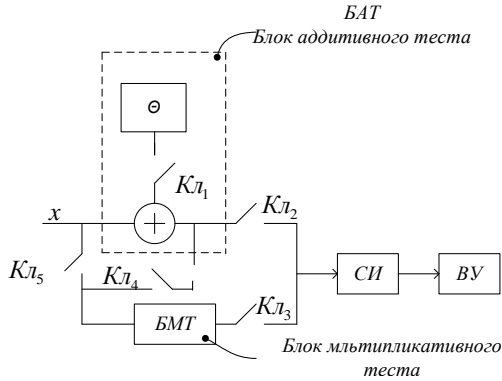 БАТ
Блок аддитивного теста
Θ
Кл₁
x
Кл₂
Кл₅
Кл₄
СИ
ВУ
Кл₃
БМТ
Блок мльтипликативного
теста